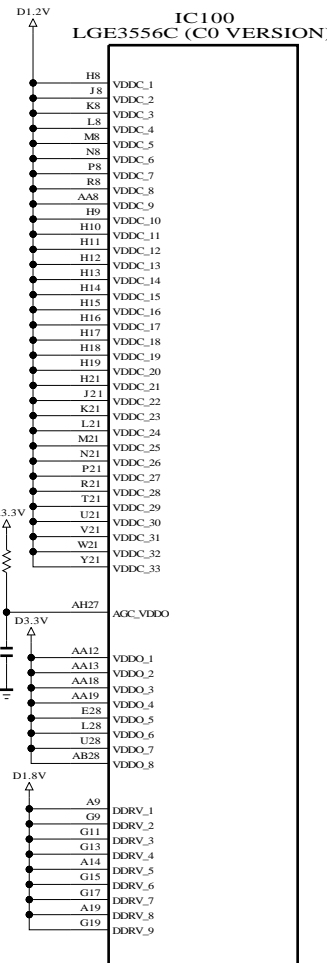 D1.2V
IC100
LGE3556C (C0 VERSION)
H8 VDDC_1
J8 VDDC_2
K8 VDDC_3
L8 VDDC_4
M8 VDDC_5
N8 VDDC_6
P8 VDDC_7
R8 VDDC_8
AA8 VDDC_9
H9 VDDC_10
H10 VDDC_11
H11 VDDC_12
H12 VDDC_13
H13 VDDC_14
H14 VDDC_15
H15 VDDC_16
H16 VDDC_17
H17 VDDC_18
H18 VDDC_19
H19 VDDC_20
H21 VDDC_21
J21 VDDC_22
K21 VDDC_23
L21 VDDC_24
M21 VDDC_25
N21 VDDC_26
P21 VDDC_27
R21 VDDC_28
T21 VDDC_29
U21 VDDC_30
V21 VDDC_31
W21 VDDC_32
Y21 VDDC_33
3.3V
AH27 AGC_VDDO
D3.3V
AA12 VDDO_1
AA13 VDDO_2
AA18 VDDO_3
AA19 VDDO_4
E28 VDDO_5
L28 VDDO_6
U28 VDDO_7
AB28 VDDO_8
D1.8V
A9 DDRV_1
G9 DDRV_2
G11 DDRV_3
G13 DDRV_4
A14 DDRV_5
G15 DDRV_6
G17 DDRV_7
A19 DDRV_8
G19 DDRV_9